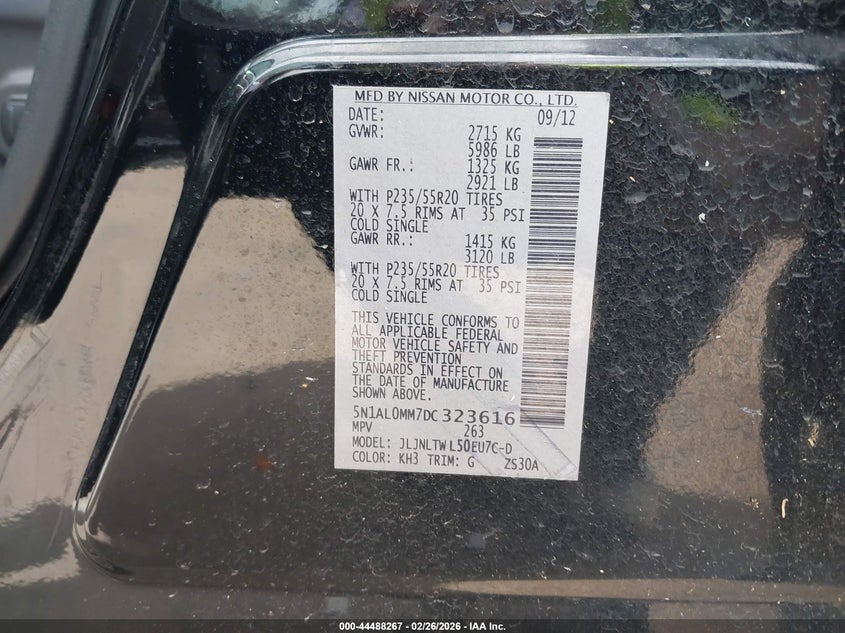 MFD BY NISSAN MOTOR CO., LTD.
DATE: 09/12
GVWR: 2715 KG
5986 LB
GAWR FR.: 1325 KG
2921 LB
WITH P235/55R20 TIRES
20 X 7.5 RIMS AT 35 PSI
COLD SINGLE
GAWR RR.: 1415 KG
3120 LB
WITH P235/55R20 TIRES
20 X 7.5 RIMS AT 35 PSI
COLD SINGLE
THIS VEHICLE CONFORMS TO
ALL APPLICABLE FEDERAL
MOTOR VEHICLE SAFETY AND
THEFT PREVENTION
STANDARDS IN EFFECT ON
THE DATE OF MANUFACTURE
SHOWN ABOVE.
5N1AL0MM7DC323616
MPV 263
MODEL: JLJNLTWL50EU7C-D
COLOR: KH3 TRIM: G ZS30A
000-44488267 - 02/26/2026 - IAA Inc.